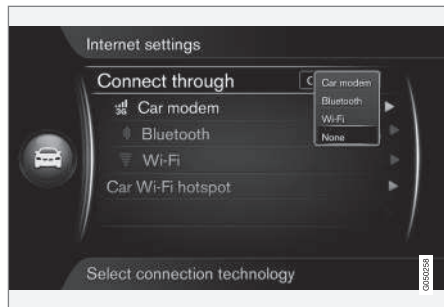 Internet settings
Connect through
Car modem
Bluetooth
Wi-Fi
None
3G Car modem
Bluetooth
Wi-Fi
Car Wi-Fi hotspot
Select connection technology
G050258